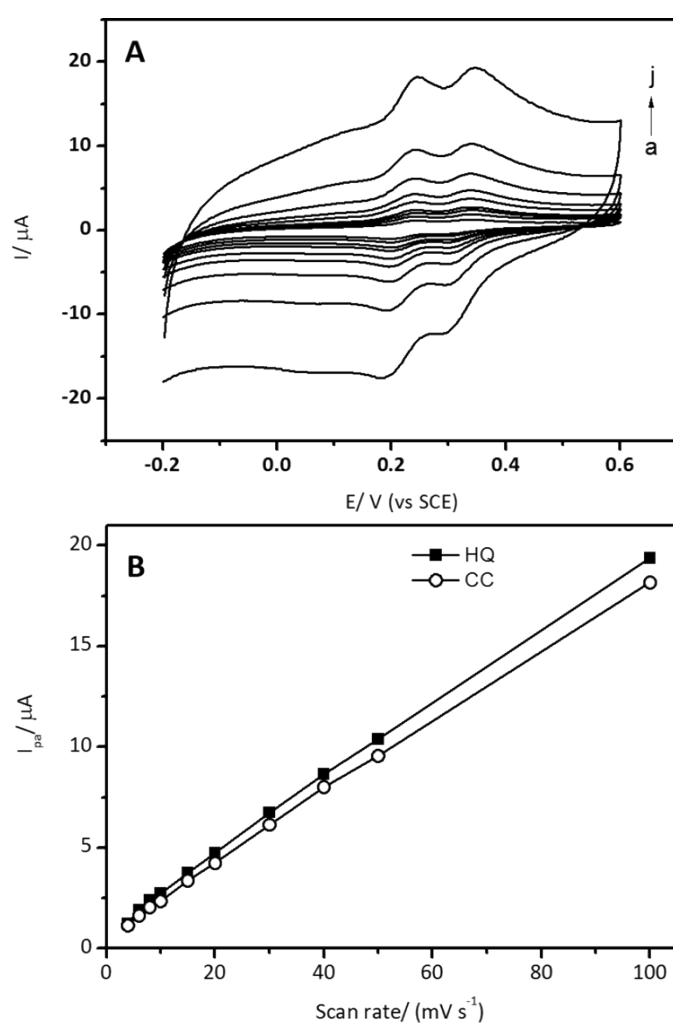 A
j
a
20
10
0
-10
-20
I/ μA
-0.2 0.0 0.2 0.4 0.6
E/ V (vs SCE)
B
HQ
CC
20
15
10
5
0
I_pa/ μA
0 20 40 60 80 100
Scan rate/ (mV s⁻¹)